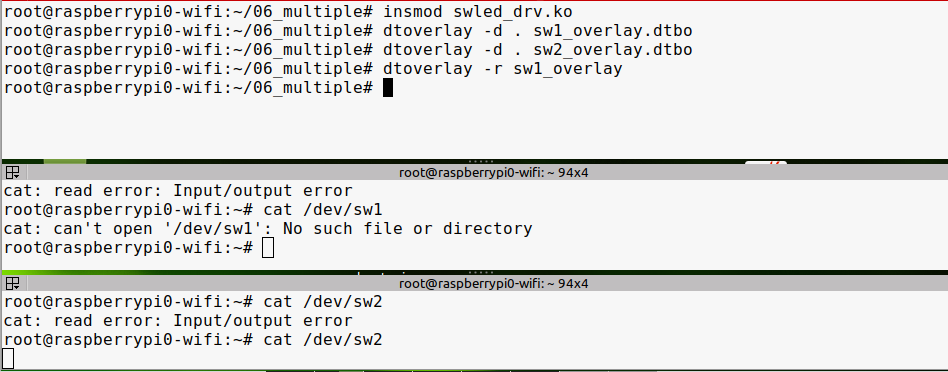 root@raspberrypi0-wifi:~/06_multiple# insmod swled_drv.ko
root@raspberrypi0-wifi:~/06_multiple# dtoverlay -d . sw1_overlay.dtbo
root@raspberrypi0-wifi:~/06_multiple# dtoverlay -d . sw2_overlay.dtbo
root@raspberrypi0-wifi:~/06_multiple# dtoverlay -r sw1_overlay
root@raspberrypi0-wifi:~/06_multiple#
root@raspberrypi0-wifi: ~ 94x4
cat: read error: Input/output error
root@raspberrypi0-wifi:~# cat /dev/sw1
cat: can't open '/dev/sw1': No such file or directory
root@raspberrypi0-wifi:~#
root@raspberrypi0-wifi: ~ 94x4
root@raspberrypi0-wifi:~# cat /dev/sw2
cat: read error: Input/output error
root@raspberrypi0-wifi:~# cat /dev/sw2